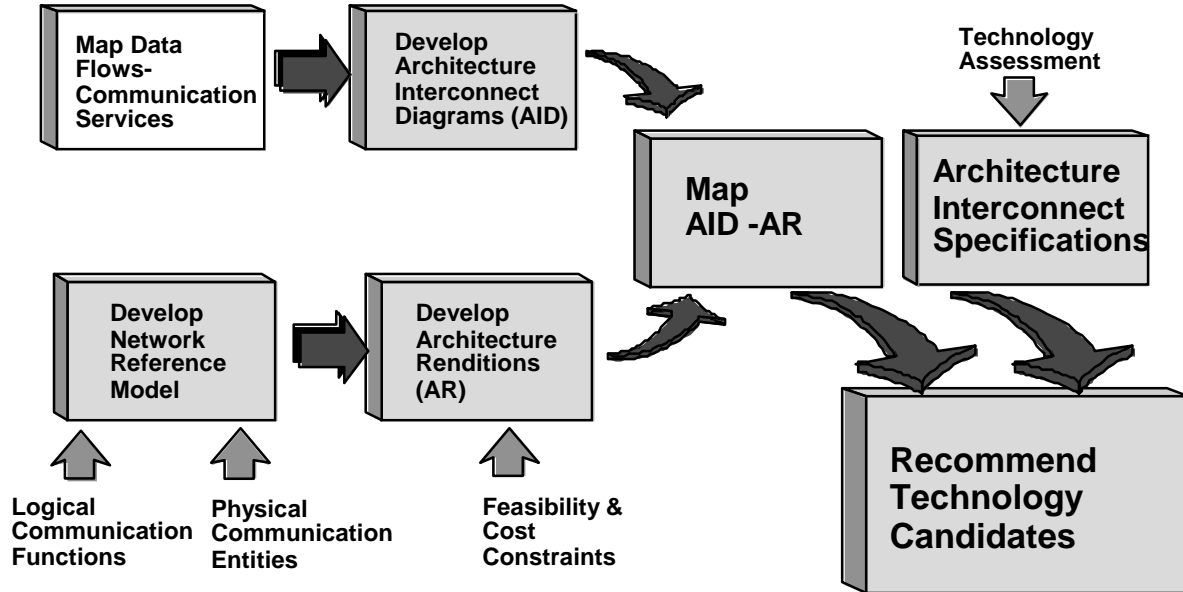 Map Data
Flows-
Communication
Services
Develop
Architecture
Interconnect
Diagrams (AID)
Technology
Assessment
Map
AID -AR
Architecture
Interconnect
Specifications
Develop
Network
Reference
Model
Develop
Architecture
Renditions
(AR)
Logical
Communication
Functions
Physical
Communication
Entities
Feasibility &
Cost
Constraints
Recommend
Technology
Candidates